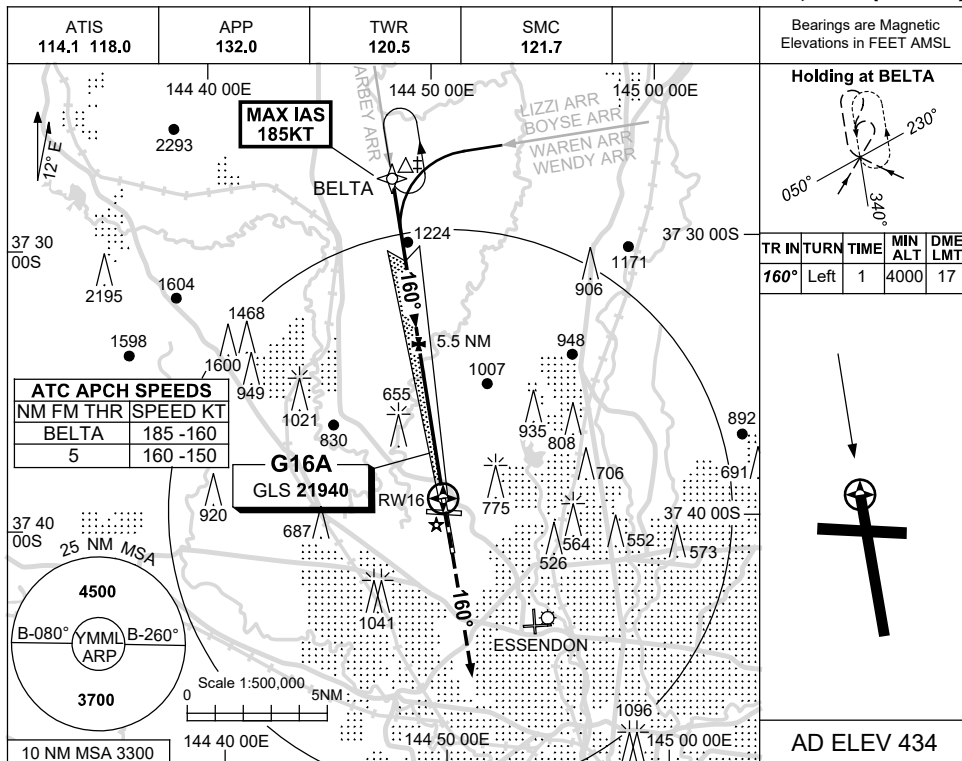 ATIS
114.1 118.0
APP
132.0
TWR
120.5
SMC
121.7
Bearings are Magnetic
Elevations in FEET AMSL
144 40 00E
144 50 00E
145 00 00E
MAX IAS
185KT
ARBEY ARR
LIZZI ARR
BOYSE ARR
WAREN ARR
WENDY ARR
12° E
2293
BELTA
Holding at BELTA
230°
050°
340°
TR IN TURN TIME MIN ALT DME LMT
160° Left 1 4000 17
37 30
00S
37 30 00S
1224
1171
906
2195
1604
160°
5.5 NM
1468
1598
1600
949
948
1007
1021
655
830
935
808
892
ATC APCH SPEEDS
NM FM THR SPEED KT
BELTA 185 -160
5 160 -150
G16A
GLS 21940
RW16
706
691
775
920
687
37 40
00S
37 40 00S
564
552
573
526
25 NM MSA
4500
B-080°
YMML
ARP
B-260°
3700
1041
160°
ESSENDON
Scale 1:500,000
0 5NM
1096
144 40 00E
144 50 00E
145 00 00E
10 NM MSA 3300
AD ELEV 434